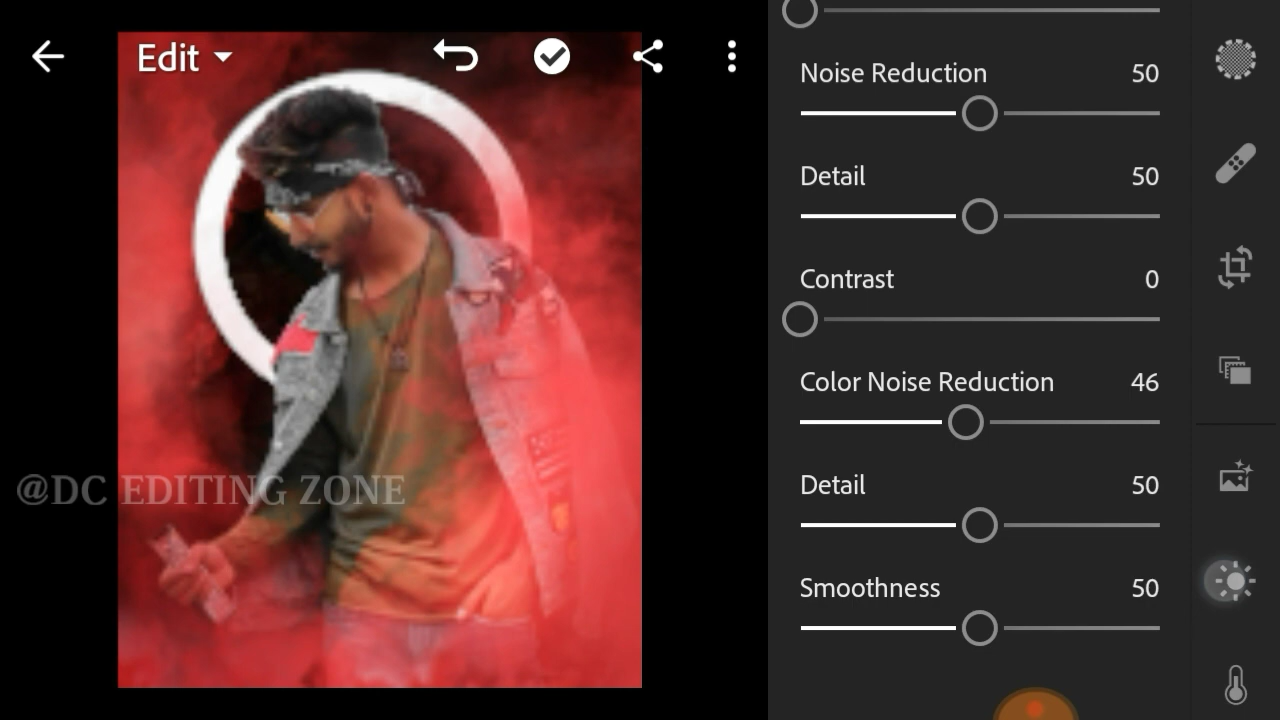 Edit
Noise Reduction 50
Detail 50
Contrast 0
Color Noise Reduction 46
Detail 50
Smoothness 50
@DC EDITING ZONE